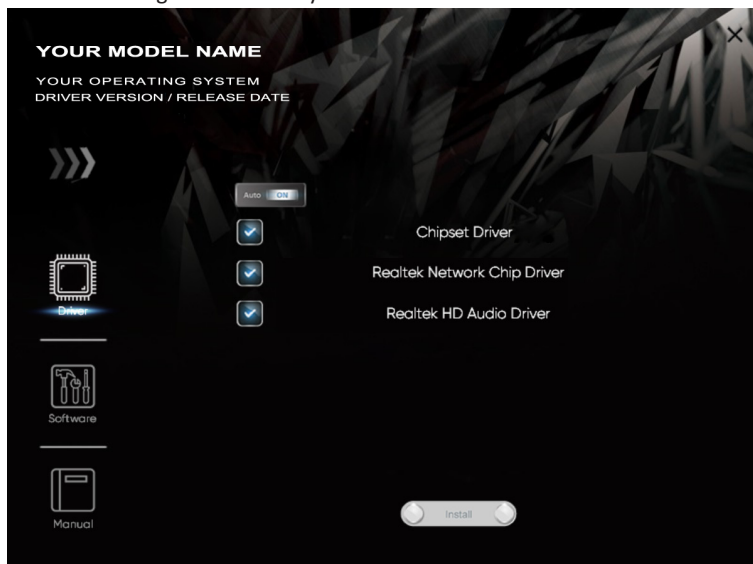 YOUR MODEL NAME
YOUR OPERATING SYSTEM
DRIVER VERSION / RELEASE DATE
Auto ON
Chipset Driver
Realtek Network Chip Driver
Realtek HD Audio Driver
Driver
Software
Manual
Install